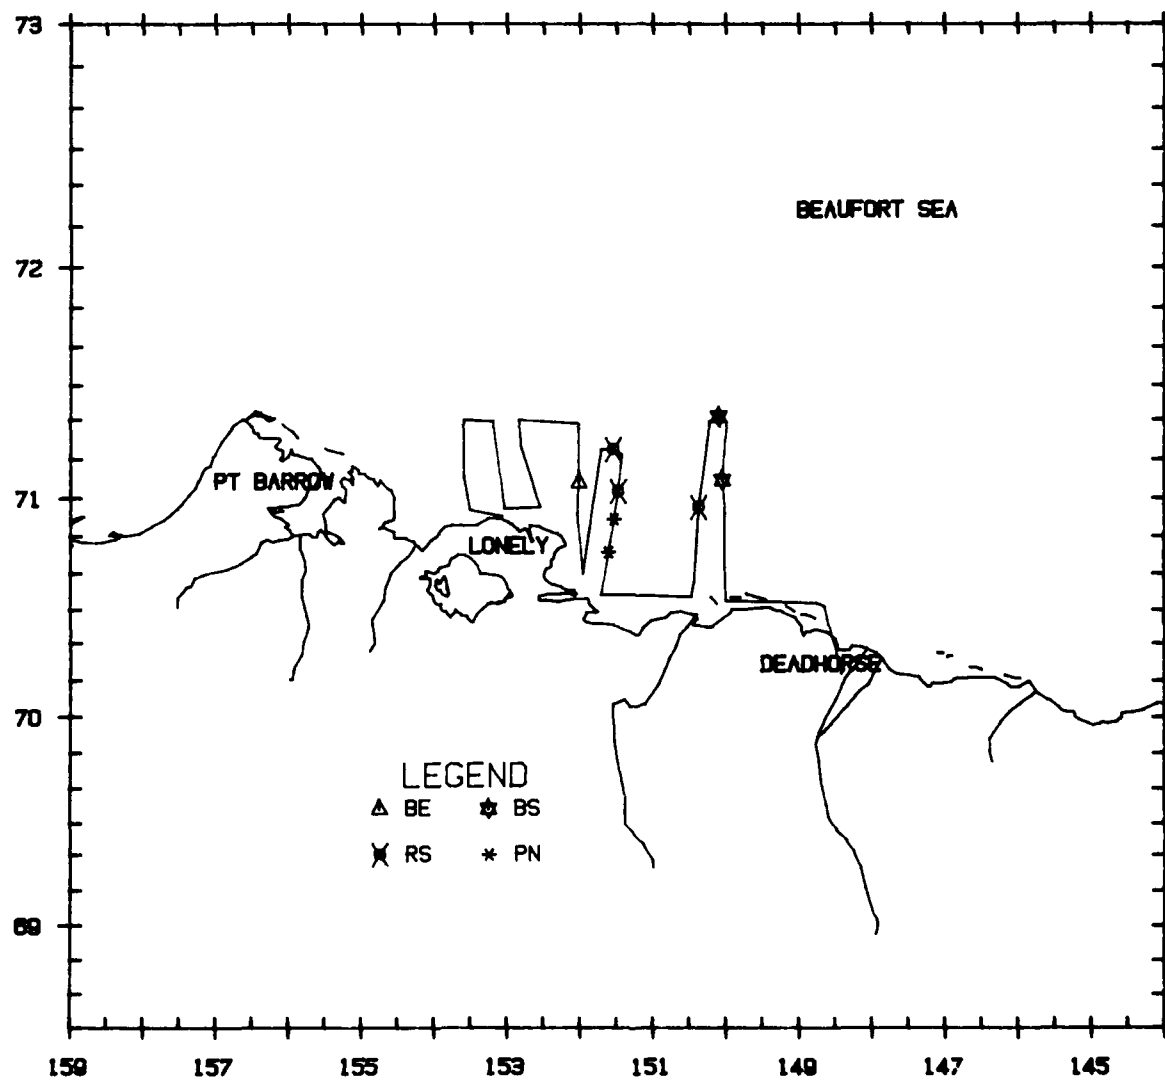 73
BEAUFORT SEA
72
71
PT BARROW
LONELY
DEADHORSE
70
LEGEND
BE BS
RS PN
69
159 157 155 153 151 149 147 145